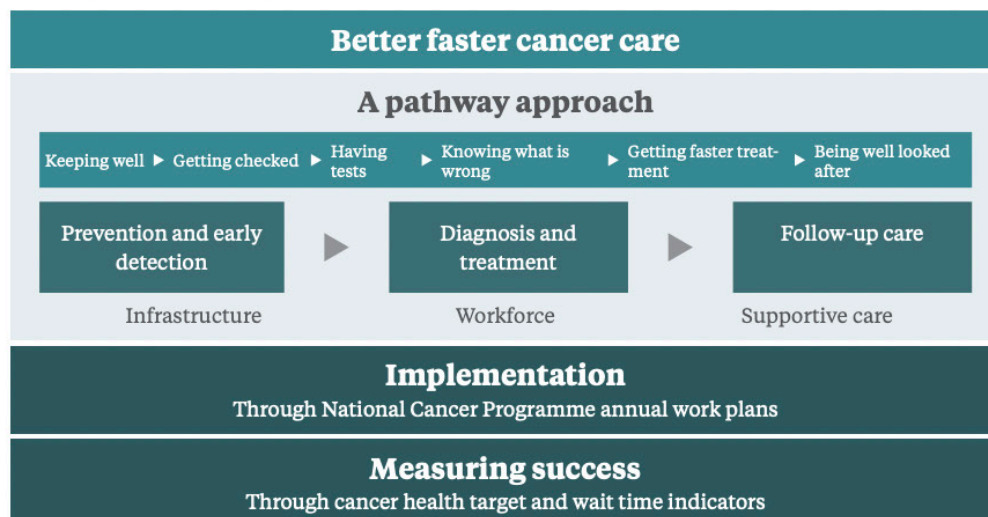 Better faster cancer care
A pathway approach
Keeping well
Getting checked
Having
tests
Knowing what is
wrong
Getting faster treat-
ment
Being well looked
after
Prevention and early
detection
Diagnosis and
treatment
Follow-up care
Infrastructure
Workforce
Supportive care
Implementation
Through National Cancer Programme annual work plans
Measuring success
Through cancer health target and wait time indicators